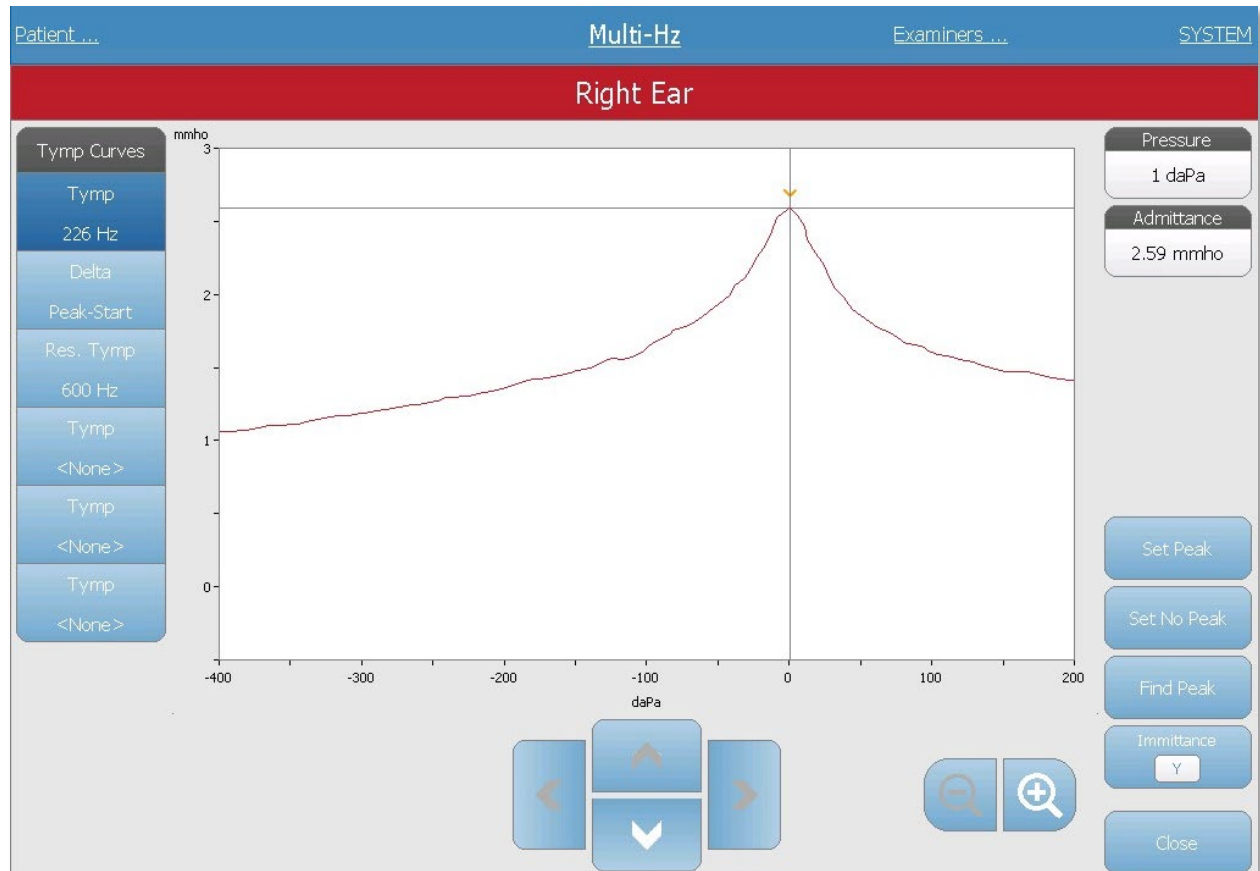 Patient ...
Multi-Hz
Examiners ...
SYSTEM
Right Ear
Tymp Curves
Tymp
226 Hz
Delta
Peak-Start
Res. Tymp
600 Hz
Tymp
<None>
Tymp
<None>
Tymp
<None>
mmho
3
2
1
0
-400
-300
-200
-100
0
100
200
daPa
Pressure
1 daPa
Admittance
2.59 mmho
Set Peak
Set No Peak
Find Peak
Immittance
Y
Close